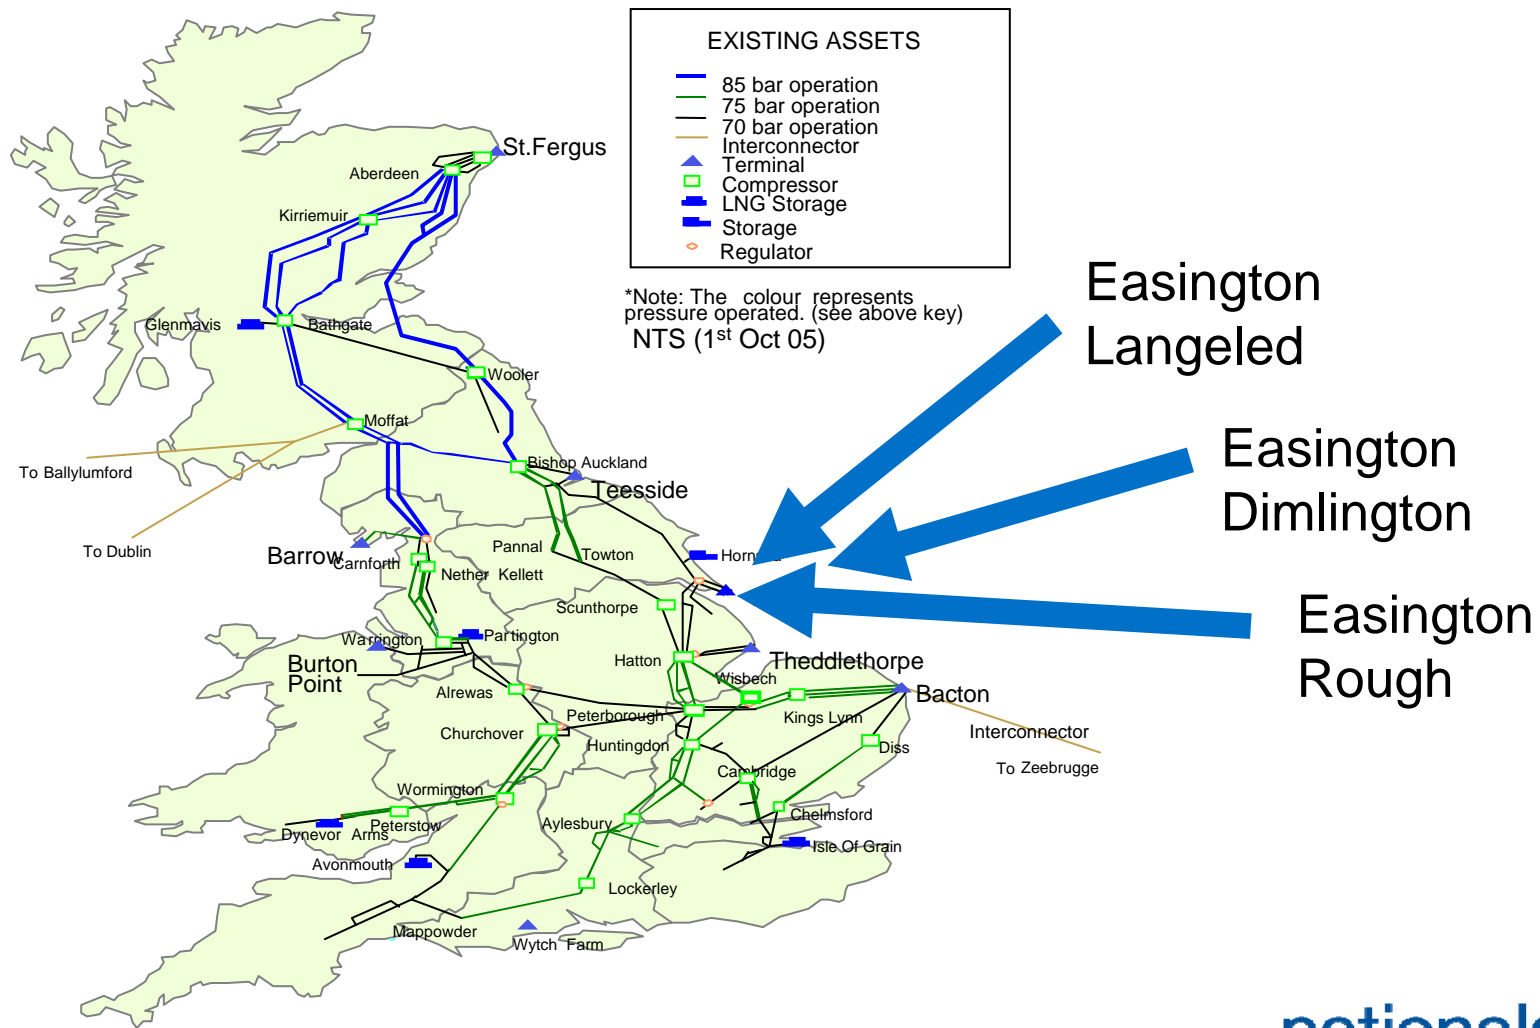 EXISTING ASSETS
85 bar operation
75 bar operation
70 bar operation
Interconnector
Terminal
Compressor
LNG Storage
Storage
Regulator
*Note: The colour represents
pressure operated. (see above key)
NTS (1st Oct 05)
St.Fergus
Aberdeen
Kirriemuir
Glenmavis
Bathgate
Wooler
Moffat
To Ballylumford
To Dublin
Bishop Auckland
Teesside
Barrow
Carnforth
Nether Kellett
Pannal
Towton
Scunthorpe
Warrington
Partington
Burton
Point
Hatton
Theddlethorpe
Wisbech
Alrewas
Peterborough
Kings Lynn
Bacton
Churchover
Huntingdon
Interconnector
Diss
To Zeebrugge
Cambridge
Wormington
Chelmsford
Peterstow
Dynevor Arms
Aylesbury
Isle Of Grain
Avonmouth
Lockerley
Mappowder
Wytch Farm
Easington
Langeled
Easington
Dimlington
Easington
Rough